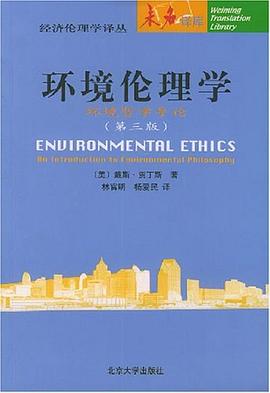 经济伦理学译丛
未名译库
Weiming
Translation
Library
环境伦理学
环境哲学导论
(第三版)
ENVIRONMENTAL ETHICS
An Introduction to Environmental Philosophy
(美) 戴斯·贾丁斯 著
林官明 杨爱民 译
北京大学出版社